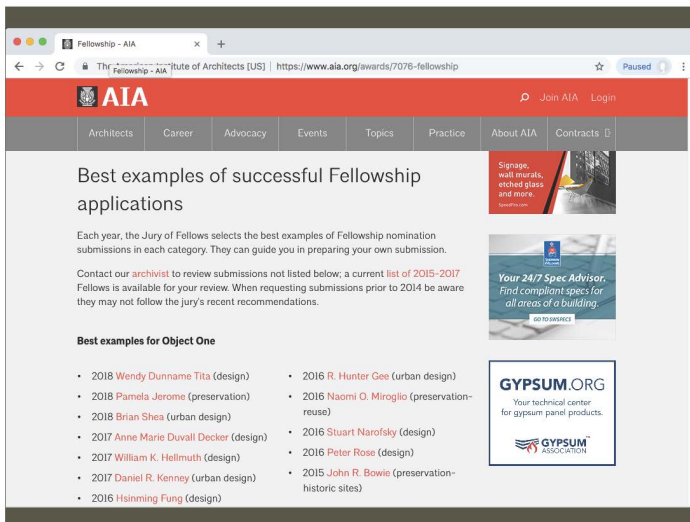 Fellowship - AIA
https://www.aia.org/awards/7076-fellowship
Paused
Fellowship - AIA
AIA
Join AIA Login
Architects Career Advocacy Events Topics Practice About AIA Contracts
Best examples of successful Fellowship
applications
Each year, the Jury of Fellows selects the best examples of Fellowship nomination
submissions in each category. They can guide you in preparing your own submission.
Contact our archivist to review submissions not listed below; a current list of 2015-2017
Fellows is available for your review. When requesting submissions prior to 2014 be aware
they may not follow the jury's recent recommendations.
Best examples for Object One
• 2018 Wendy Dunname Tita (design)
• 2018 Pamela Jerome (preservation)
• 2018 Brian Shea (urban design)
• 2017 Anne Marie Duvall Decker (design)
• 2017 William K. Hellmuth (design)
• 2017 Daniel R. Kenney (urban design)
• 2016 Hsinming Fung (design)
• 2016 R. Hunter Gee (urban design)
• 2016 Naomi O. Miroglio (preservation-
reuse)
• 2016 Stuart Narofsky (design)
• 2016 Peter Rose (design)
• 2015 John R. Bowie (preservation-
historic sites)
Signage,
wall murals,
etched glass
and more.
Your 24/7 Spec Advisor.
Find compliant specs for
all areas of a building.
GO TO SWSPECS
GYPSUM.ORG
Your technical center
for gypsum panel products.
GYPSUM
ASSOCIATION